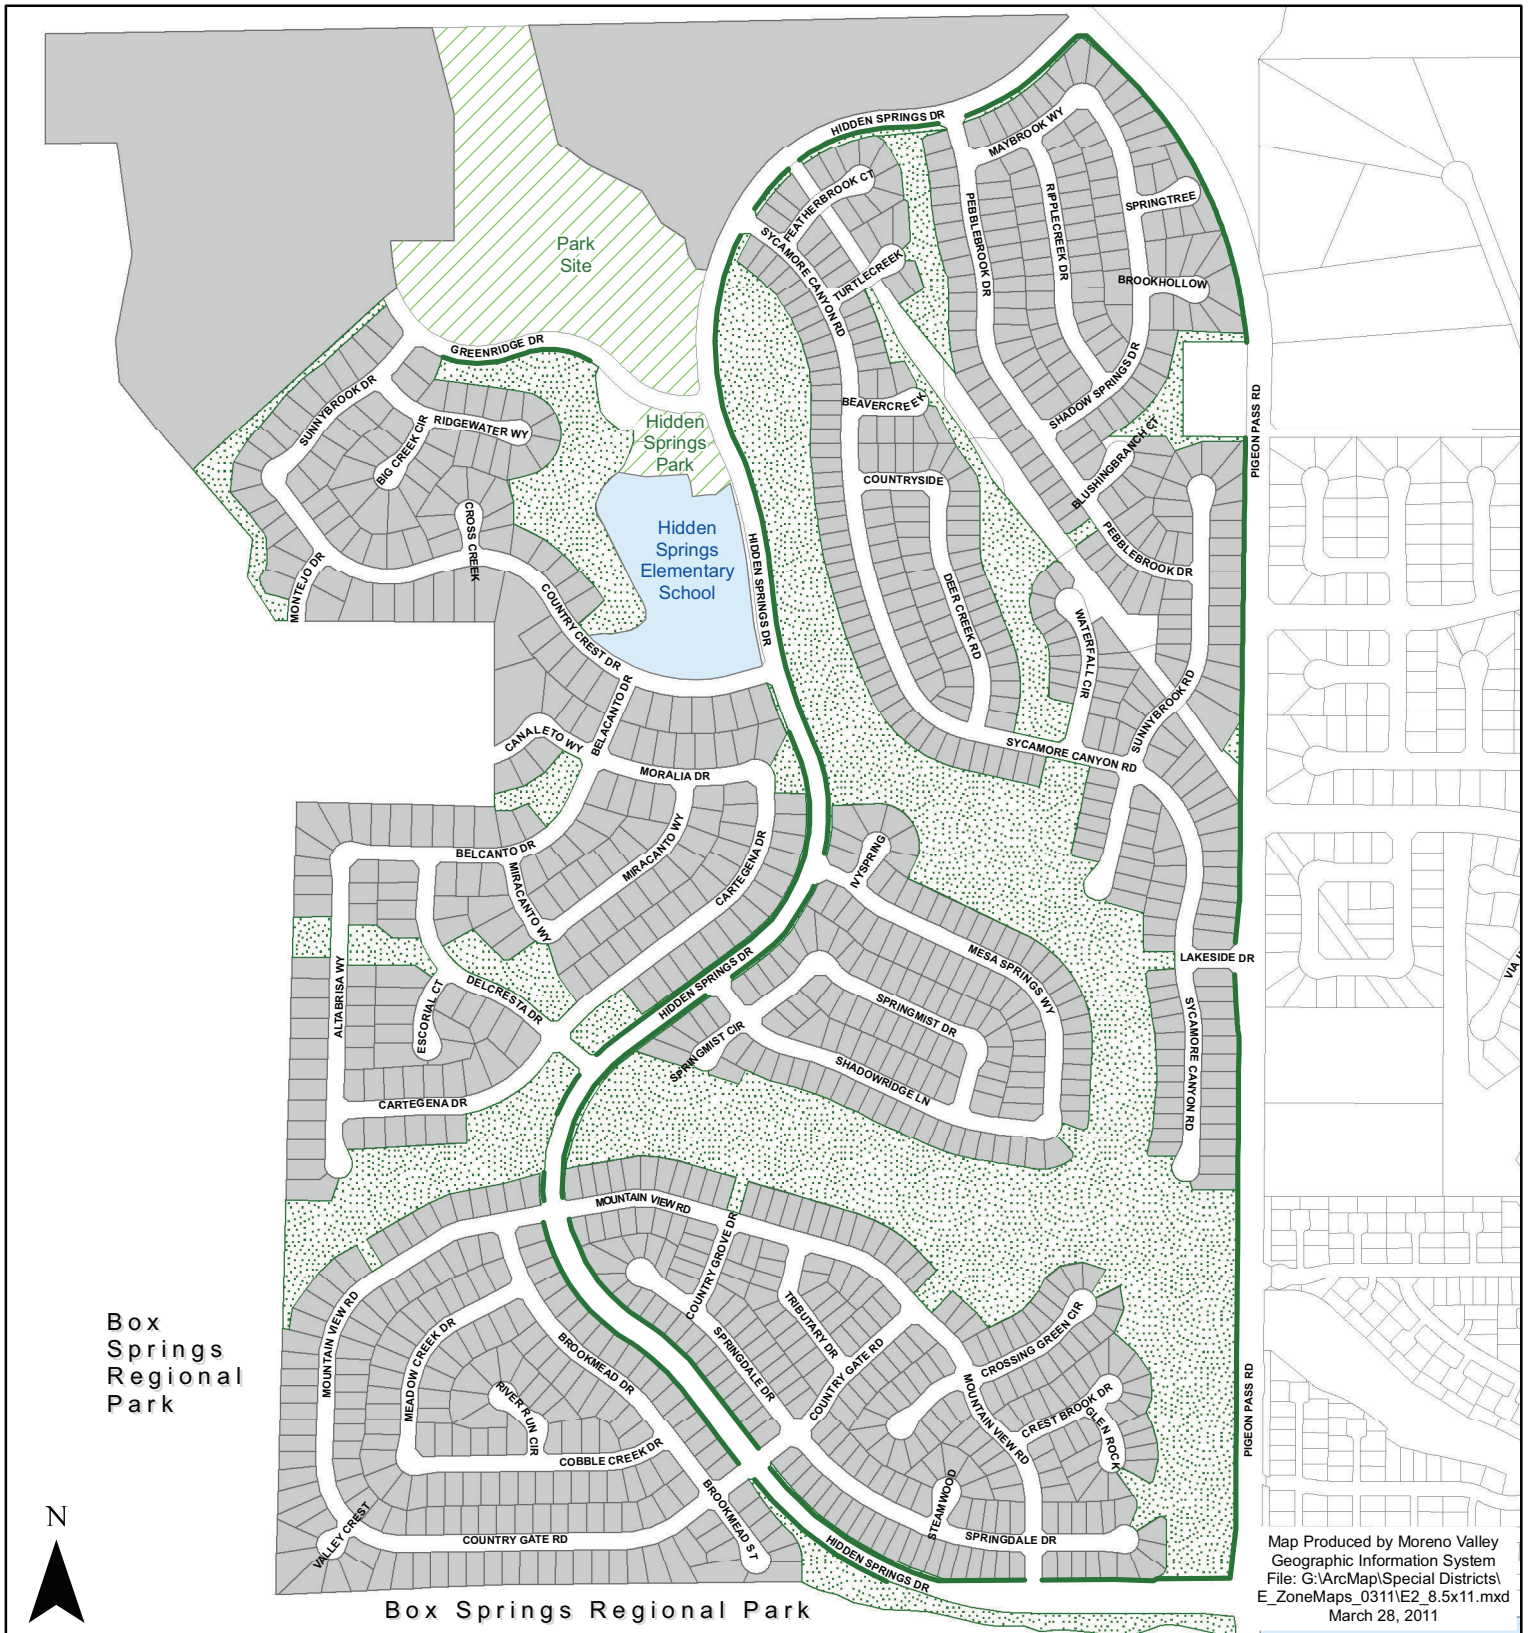 HIDDEN SPRINGS DR
MAYBROOK WY
FEATHERBROOK CT
SPRINGTREE
PEBBLEBROOK DR
RIPPLECREEK DR
SYCAMORE CANYON RD
TURTLECREEK
BROOKHOLLOW
Park
Site
GREENRIDGE DR
SUNNYBROOK DR
BIG CREEK CIR
RIDGEWATER WY
SHADOW SPRINGS DR
BEAVERCREEK
BLUSHINGBRANCH CT
PIGEON PASS RD
Hidden
Springs
Park
COUNTRYSIDE
CROSS CREEK
Hidden
Springs
Elementary
School
HIDDEN SPRINGS DR
PEBBLEBROOK DR
MONTEJO DR
COUNTRY CREST DR
DEER CREEK RD
WATERFALL CIR
SUNNYBROOK RD
BELACANTO DR
CANALETO WY
MORALIA DR
SYCAMORE CANYON RD
MIRACANTO WY
BELCANTO DR
MIRACANTO WY
CARTEGENA DR
IVYSPRING
MESA SPRINGS WY
LAKESIDE DR
VIA
ALTABRISA WY
ESCORIAL CT
DELCRESTA DR
HIDDEN SPRINGS DR
SPRINGMIST CIR
SPRINGMIST DR
SHADOWRIDGE LN
SYCAMORE CANYON RD
CARTEGENA DR
MOUNTAIN VIEW RD
COUNTRY GROVE DR
TRIBUTARY DR
MOUNTAIN VIEW RD
MEADOW CREEK DR
BROOKMEAD DR
SPRINGDALE DR
COUNTRY GATE RD
CROSSING GREEN CIR
Box
Springs
Regional
Park
RIVER RUN CIR
COBBLE CREEK DR
MOUNTAIN VIEW RD
CREST BROOK DR
GLEN ROCK
PIGEON PASS RD
BROOKMEAD ST
STEAMWOOD
SPRINGDALE DR
VALLEY CREST
COUNTRY GATE RD
HIDDEN SPRINGS DR
N
Box Springs Regional Park
Map Produced by Moreno Valley
Geographic Information System
File: G:\ArcMap\Special Districts\
E_ZoneMaps_0311\E2_8.5x11.mxd
March 28, 2011